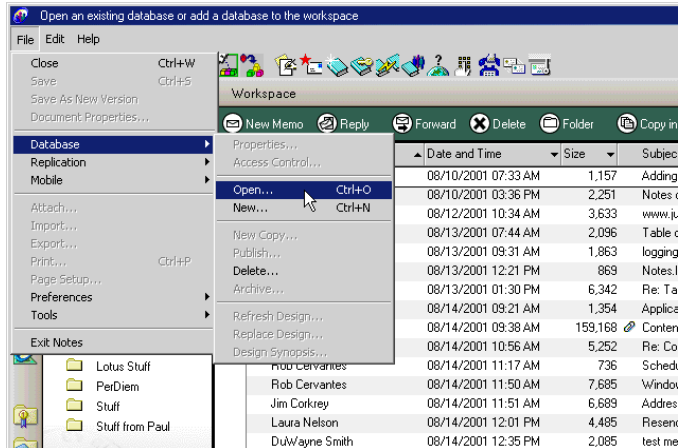 Open an existing database or add a database to the workspace
File Edit Help
Close Ctrl+W
Save Ctrl+S
Save As New Version
Document Properties...
Database
Replication
Mobile
Attach...
Import...
Export...
Print... Ctrl+P
Page Setup...
Preferences
Tools
Exit Notes
Properties...
Access Control...
Open... Ctrl+O
New... Ctrl+N
New Copy...
Publish...
Delete...
Archive...
Refresh Design...
Replace Design...
Design Synopsis...
Workspace
New Memo Reply Forward Delete Folder Copy in
Date and Time Size Subjec
08/10/2001 07:33 AM 1,157 Adding
08/10/2001 03:36 PM 2,251 Notes
08/12/2001 10:34 AM 3,633 www.ju
08/13/2001 07:44 AM 2,096 Table
08/13/2001 09:31 AM 1,863 logging
08/13/2001 12:21 PM 869 Notes.
08/13/2001 01:30 PM 6,342 Re: Ta
08/14/2001 09:21 AM 1,354 Applica
08/14/2001 09:38 AM 159,168 Conten
08/14/2001 10:56 AM 5,252 Re: Co
Rob Cervantes 08/14/2001 11:17 AM 736 Schedu
Rob Cervantes 08/14/2001 11:50 AM 7,685 Window
Jim Corkrey 08/14/2001 11:51 AM 6,689 Addres
Laura Nelson 08/14/2001 12:01 PM 4,485 Resend
DuWayne Smith 08/14/2001 12:35 PM 2,085 test me
Lotus Stuff
PerDiem
Stuff
Stuff from Paul